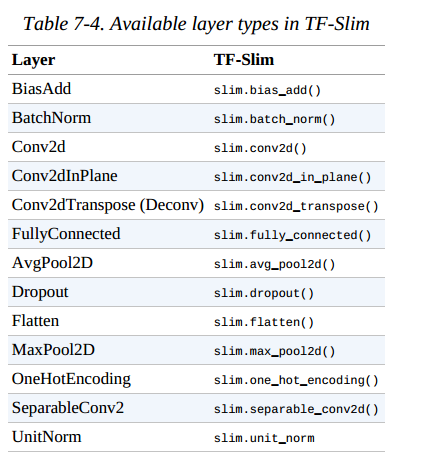 Table 7-4. Available layer types in TF-Slim
Layer TF-Slim
BiasAdd slim.bias_add()
BatchNorm slim.batch_norm()
Conv2d slim.conv2d()
Conv2dInPlane slim.conv2d_in_plane()
Conv2dTranspose (Deconv) slim.conv2d_transpose()
FullyConnected slim.fully_connected()
AvgPool2D slim.avg_pool2d()
Dropout slim.dropout()
Flatten slim.flatten()
MaxPool2D slim.max_pool2d()
OneHotEncoding slim.one_hot_encoding()
SeparableConv2 slim.separable_conv2d()
UnitNorm slim.unit_norm